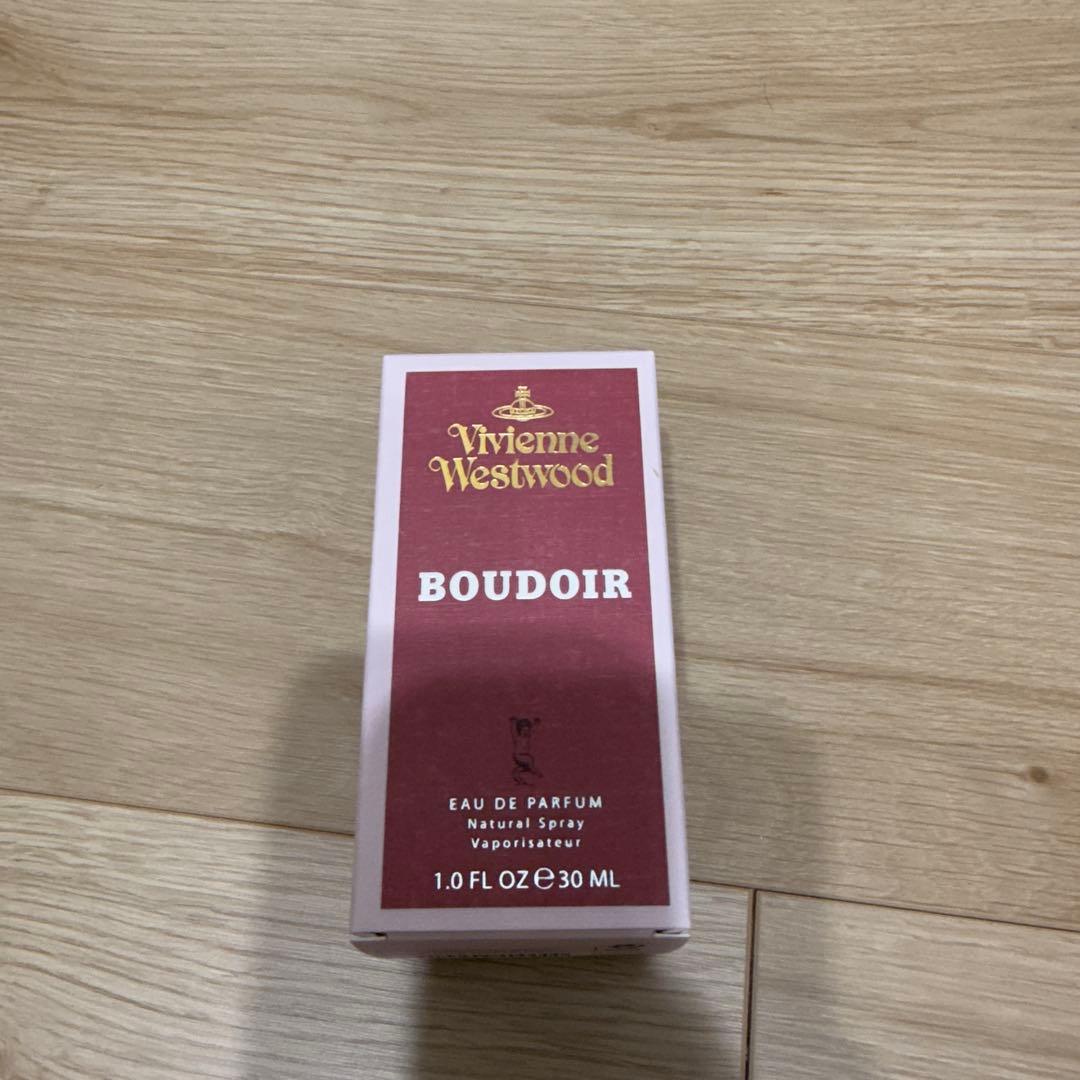 Vivienne
Westwood
BOUDOIR
EAU DE PARFUM
Natural Spray
Vaporisateur
1.0 FL OZ ℮ 30 ML